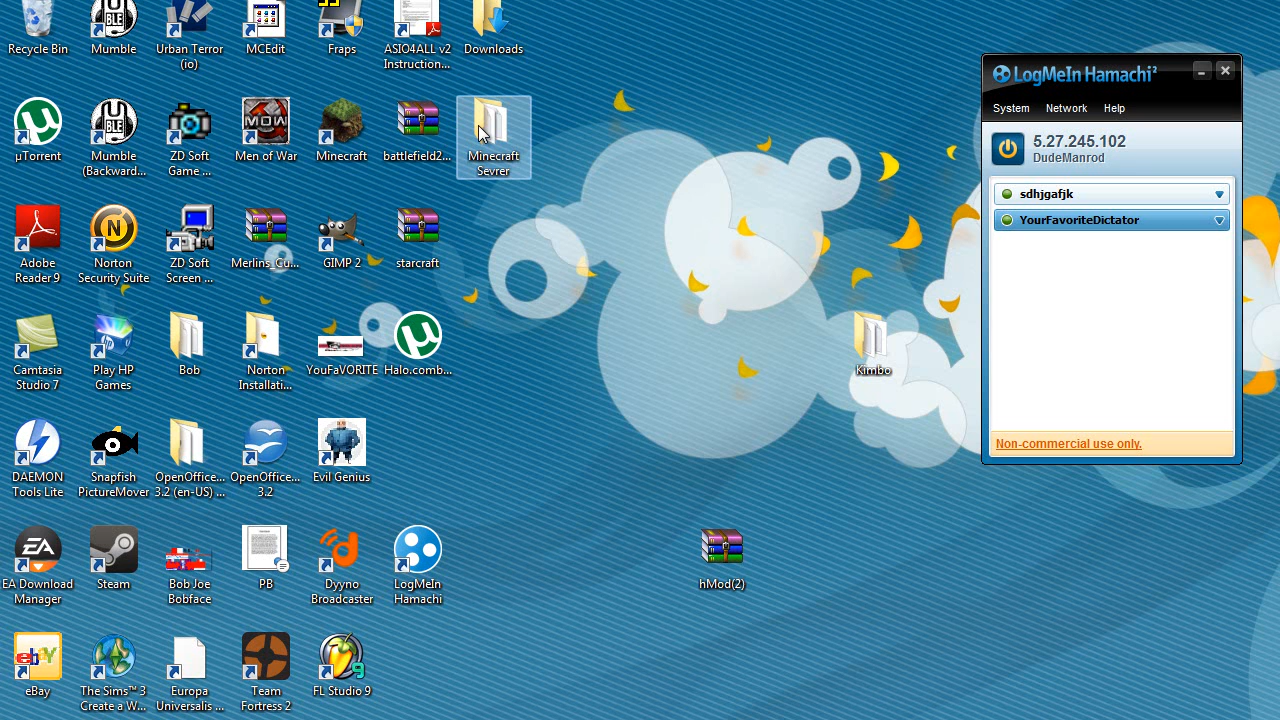 Recycle Bin
Mumble
Urban Terror
(io)
MCEdit
Fraps
ASIO4ALL v2
Instruction...
Downloads
µTorrent
Mumble
(Backward...
ZD Soft
Game ...
Men of War
Minecraft
battlefield2...
Minecraft
Sevrer
Adobe
Reader 9
Norton
Security Suite
ZD Soft
Screen ...
Merlins_Cu...
GIMP 2
starcraft
Camtasia
Studio 7
Play HP
Games
Bob
Norton
Installati...
YouFaVORITE
Halo.comb...
Kimbo
DAEMON
Tools Lite
Snapfish
PictureMover
OpenOffice...
3.2 (en-US) ...
OpenOffice...
3.2
Evil Genius
EA Download
Manager
Steam
Bob Joe
Bobface
PB
Dyyno
Broadcaster
LogMeIn
Hamachi
hMod(2)
eBay
The Sims™ 3
Create a W...
Europa
Universalis ...
Team
Fortress 2
FL Studio 9
LogMeIn Hamachi²
System Network Help
5.27.245.102
DudeManrod
sdhjgafjk
YourFavoriteDictator
Non-commercial use only.